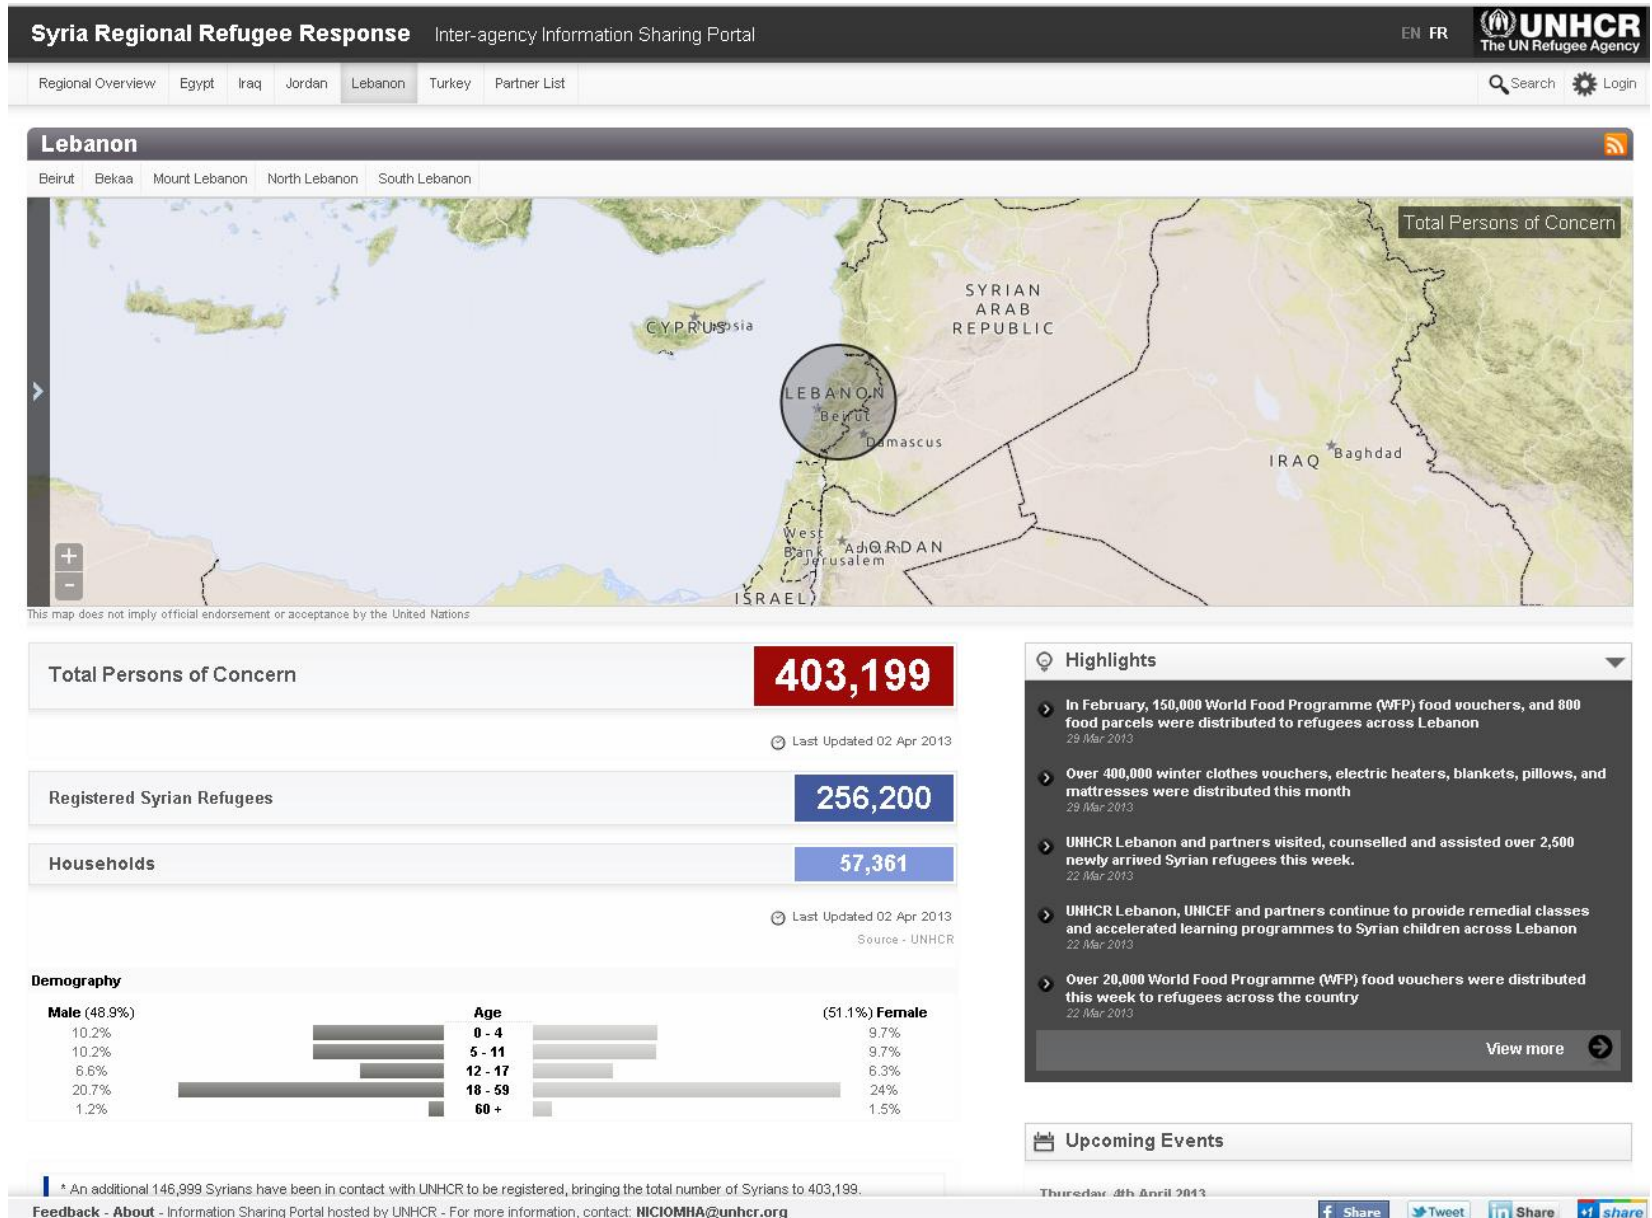 Syria Regional Refugee Response Inter-agency Information Sharing Portal
EN FR
UNHCR
The UN Refugee Agency
Regional Overview Egypt Iraq Jordan Lebanon Turkey Partner List
Search Login
Lebanon
Beirut Bekaa Mount Lebanon North Lebanon South Lebanon
Total Persons of Concern
SYRIAN
ARAB
REPUBLIC
CYPRUS
LEBANON
Beirut
Damascus
IRAQ Baghdad
West
Bank
JORDAN
Jerusalem
ISRAEL
+
-
This map does not imply official endorsement or acceptance by the United Nations
Total Persons of Concern 403,199
Last Updated 02 Apr 2013
Registered Syrian Refugees 256,200
Households 57,361
Last Updated 02 Apr 2013
Source - UNHCR
Demography
Male (48.9%) Age (51.1%) Female
10.2% 0 - 4 9.7%
10.2% 5 - 11 9.7%
6.6% 12 - 17 6.3%
20.7% 18 - 59 24%
1.2% 60 + 1.5%
* An additional 146,999 Syrians have been in contact with UNHCR to be registered, bringing the total number of Syrians to 403,199.
Highlights
In February, 150,000 World Food Programme (WFP) food vouchers, and 800
food parcels were distributed to refugees across Lebanon
29 Mar 2013
Over 400,000 winter clothes vouchers, electric heaters, blankets, pillows, and
mattresses were distributed this month
29 Mar 2013
UNHCR Lebanon and partners visited, counselled and assisted over 2,500
newly arrived Syrian refugees this week.
22 Mar 2013
UNHCR Lebanon, UNICEF and partners continue to provide remedial classes
and accelerated learning programmes to Syrian children across Lebanon
22 Mar 2013
Over 20,000 World Food Programme (WFP) food vouchers were distributed
this week to refugees across the country
22 Mar 2013
View more
Upcoming Events
Thursday, 4th April 2013
Feedback - About - Information Sharing Portal hosted by UNHCR - For more information, contact: NICIOMHA@unhcr.org
f Share Tweet in Share +1 share